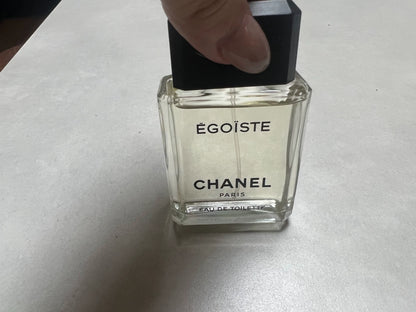 ÉGOÏSTE
CHANEL
PARIS
EAU DE TOILETTE